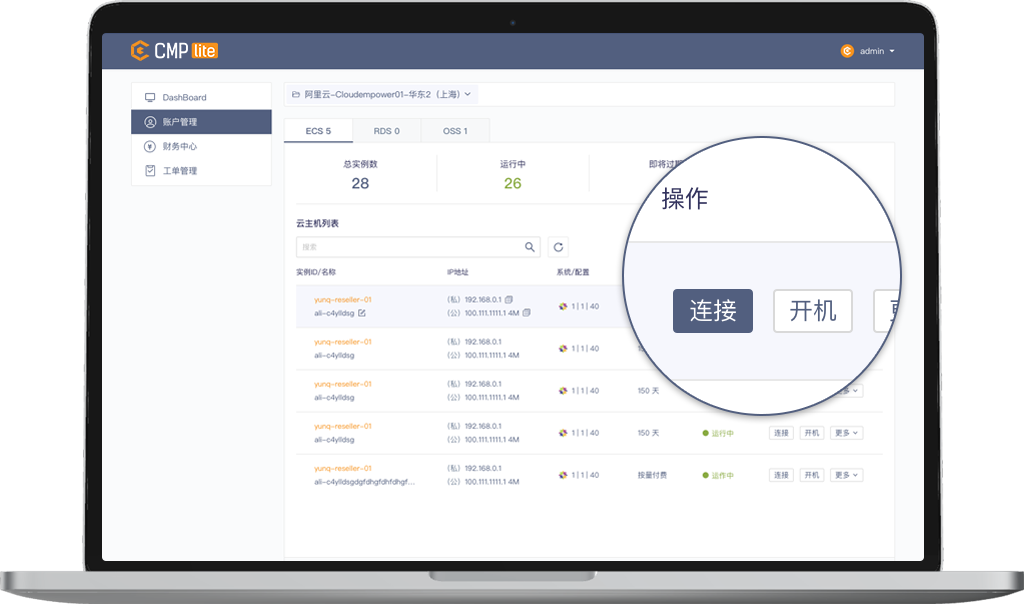 CMP lite
admin
DashBoard
账户管理
财务中心
工单管理
阿里云-Cloudempower01-华东2（上海）
ECS 5 RDS 0 OSS 1
总实例数 运行中 即将过期
28 26
云主机列表
搜索
实例ID/名称 IP地址 系统/配置
yunq-reseller-01 （私）192.168.0.1
ali-c4ylldsg （公）100.111.1111.1 4M
1 | 1 | 40
yunq-reseller-01 （私）192.168.0.1
ali-c4ylldsg （公）100.111.1111.1 4M
1 | 1 | 40
yunq-reseller-01 （私）192.168.0.1
ali-c4ylldsg （公）100.111.1111.1 4M
1 | 1 | 40 150 天 更多
yunq-reseller-01 （私）192.168.0.1
ali-c4ylldsg （公）100.111.1111.1 4M
1 | 1 | 40 150 天 运行中 连接 开机 更多
yunq-reseller-01 （私）192.168.0.1
ali-c4ylldsgdgfdhgfdhfdhgf... （公）100.111.1111.1 4M
1 | 1 | 40 按量付费 运作中 连接 开机 更多
操作
连接 开机